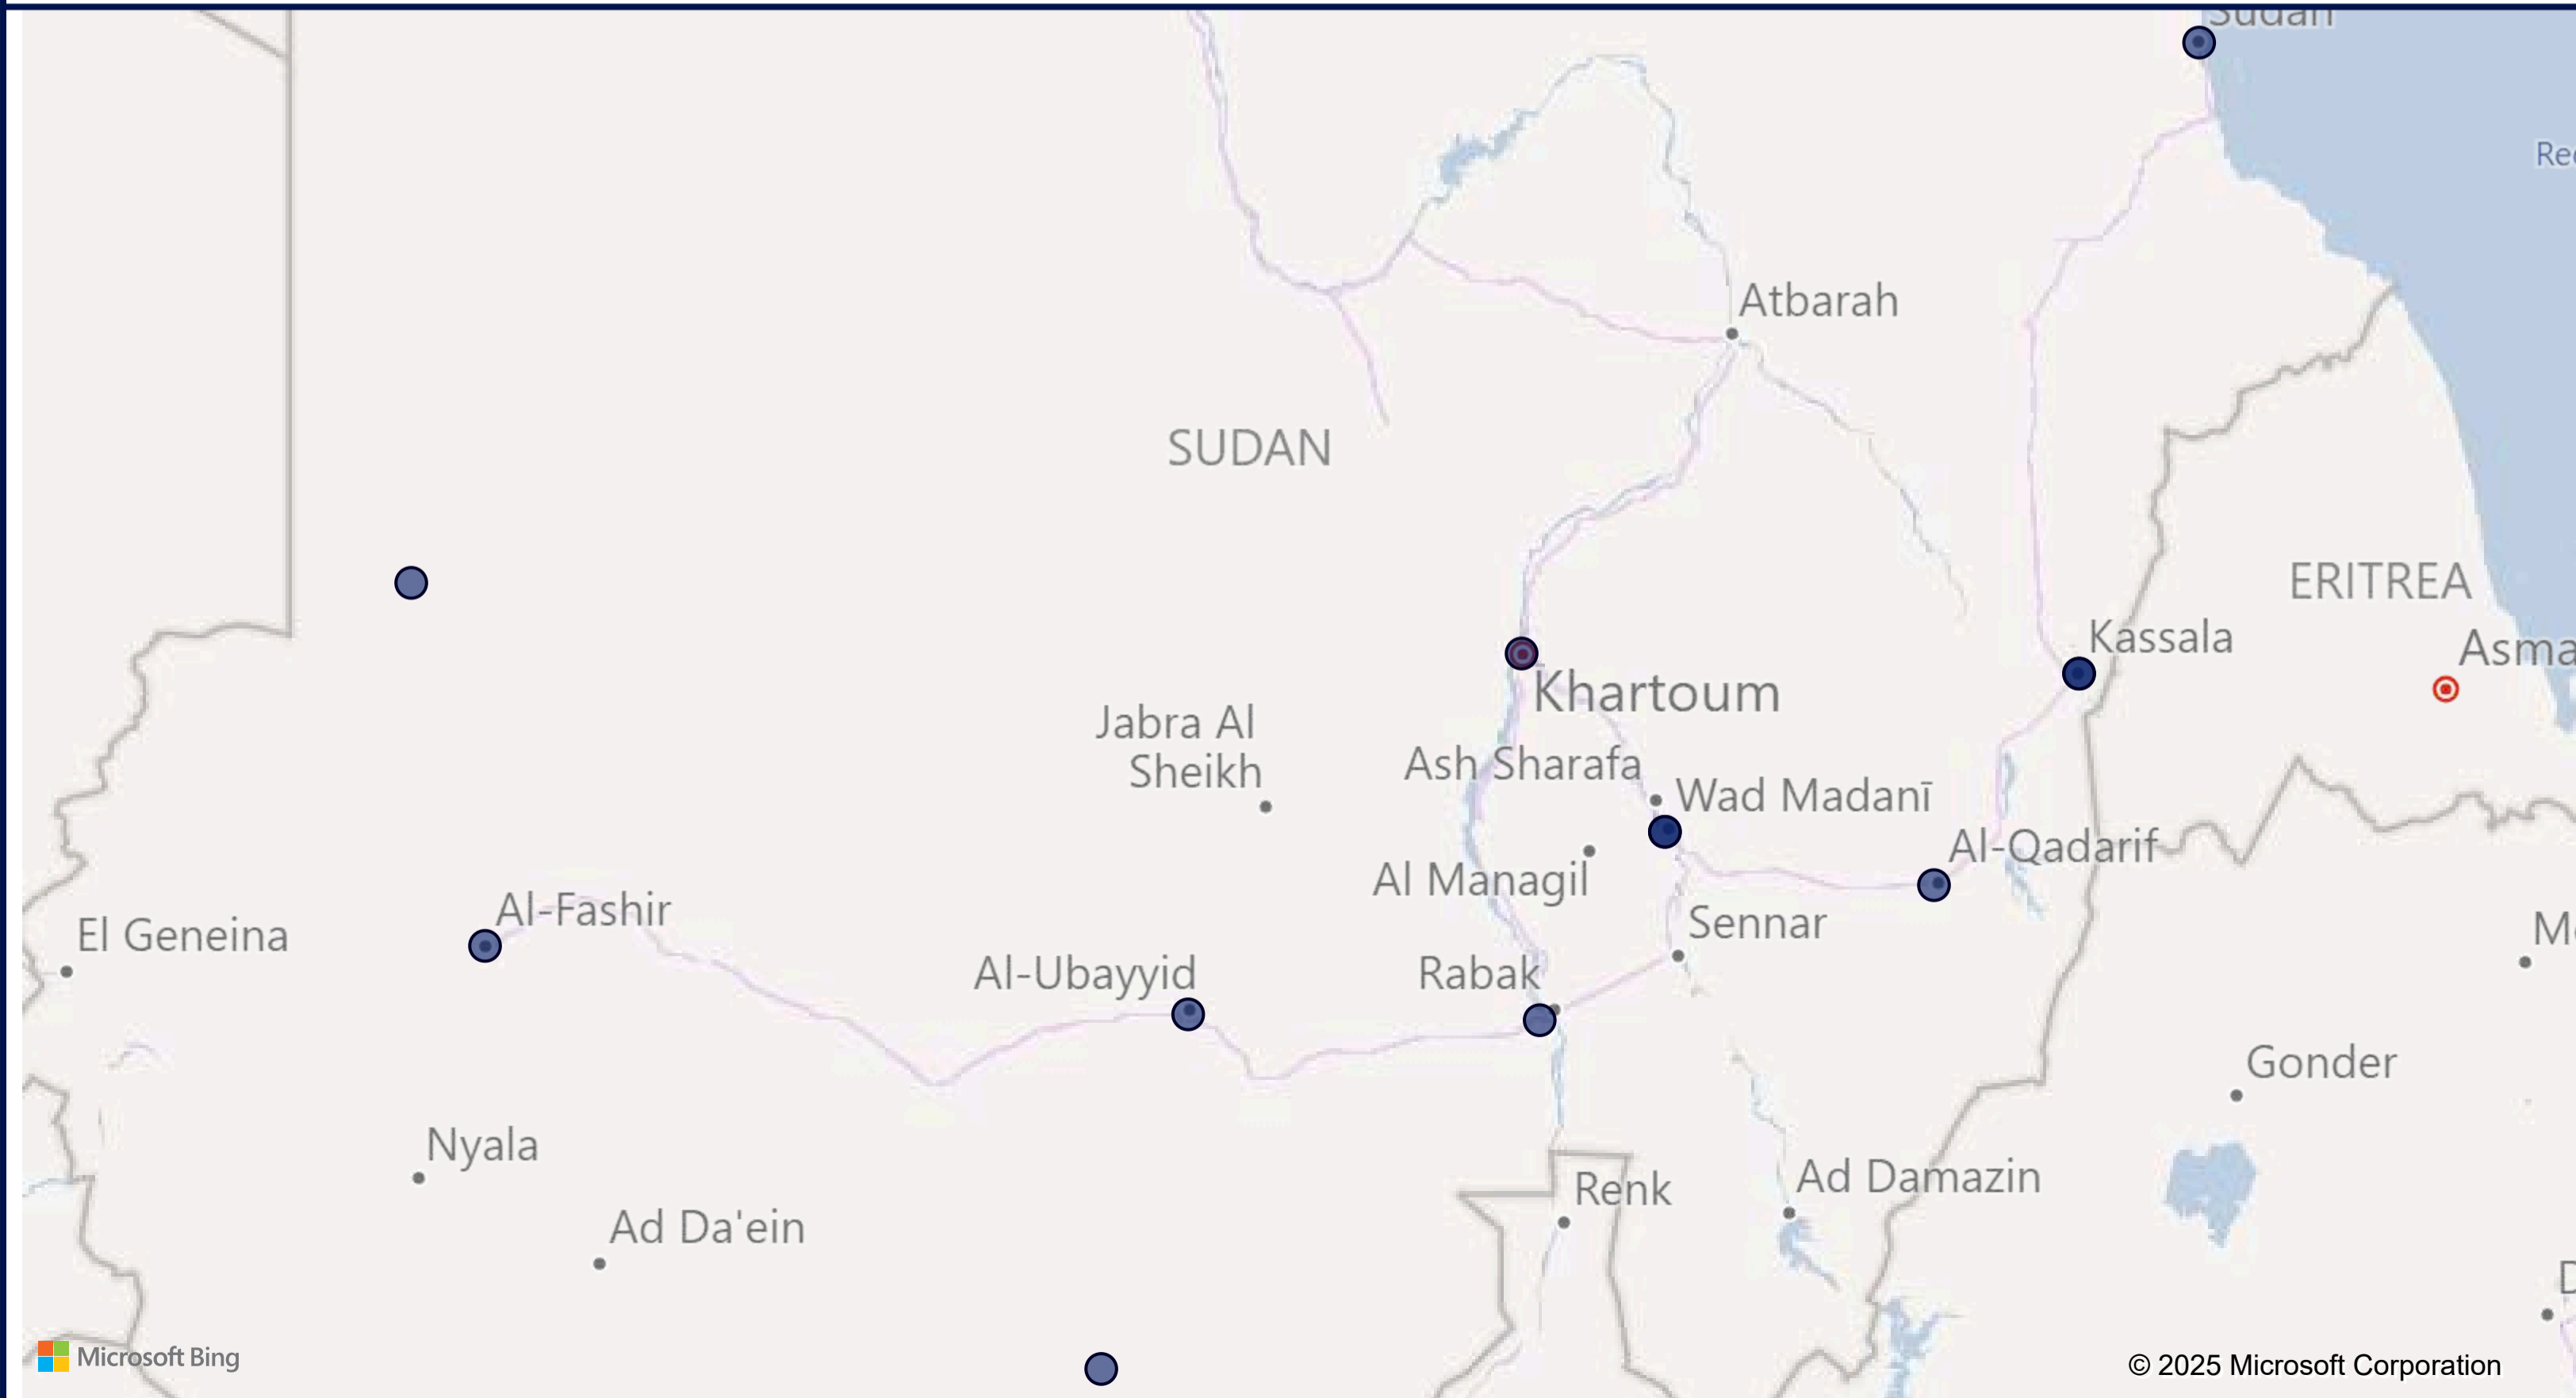 Sudan
Atbarah
SUDAN
ERITREA
Kassala
Khartoum
Jabra Al
Sheikh
Ash Sharafa
Wad Madanī
Al-Qadarif
Al Managil
Al-Fashir
El Geneina
Sennar
Al-Ubayyid
Rabak
Gonder
Nyala
Ad Damazin
Renk
Ad Da'ein
Microsoft Bing
© 2025 Microsoft Corporation